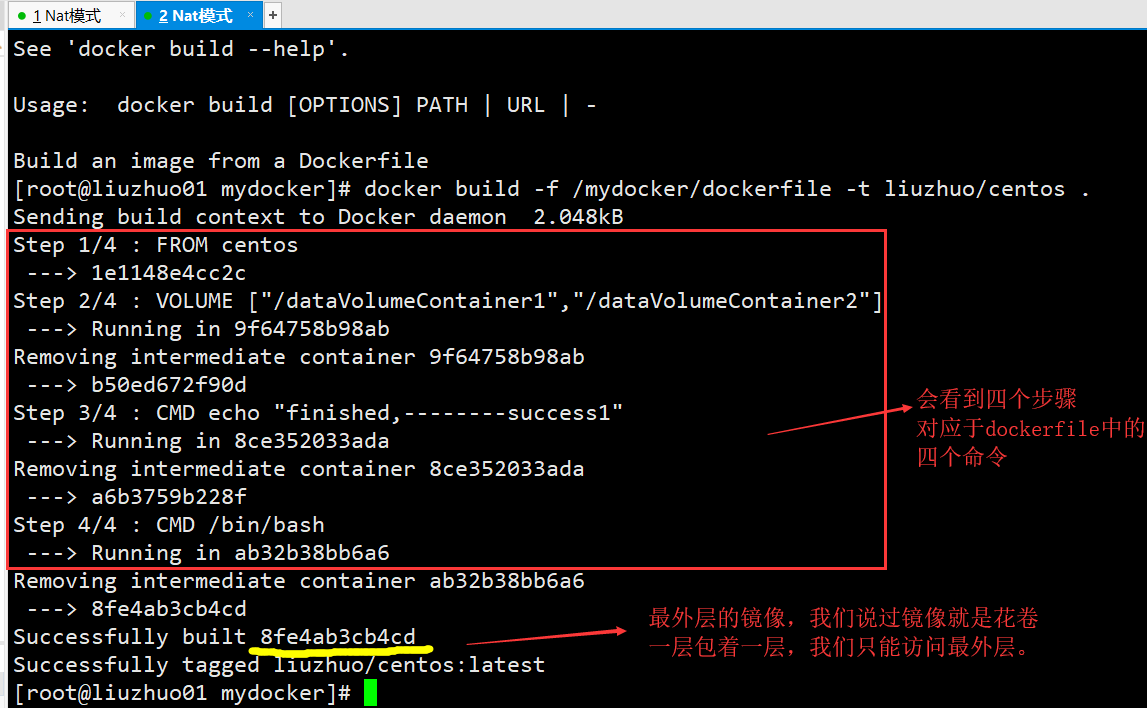 1 Nat模式 ×
2 Nat模式 ×
+
See 'docker build --help'.
Usage:  docker build [OPTIONS] PATH | URL | -
Build an image from a Dockerfile
[root@liuzhuo01 mydocker]# docker build -f /mydocker/dockerfile -t liuzhuo/centos .
Sending build context to Docker daemon  2.048kB
Step 1/4 : FROM centos
 ---> 1e1148e4cc2c
Step 2/4 : VOLUME ["/dataVolumeContainer1","/dataVolumeContainer2"]
 ---> Running in 9f64758b98ab
Removing intermediate container 9f64758b98ab
 ---> b50ed672f90d
Step 3/4 : CMD echo "finished,--------success1"
 ---> Running in 8ce352033ada
Removing intermediate container 8ce352033ada
 ---> a6b3759b228f
Step 4/4 : CMD /bin/bash
 ---> Running in ab32b38bb6a6
Removing intermediate container ab32b38bb6a6
 ---> 8fe4ab3cb4cd
Successfully built 8fe4ab3cb4cd
Successfully tagged liuzhuo/centos:latest
[root@liuzhuo01 mydocker]#
会看到四个步骤
对应于dockerfile中的
四个命令
最外层的镜像，我们说过镜像就是花卷
一层包着一层，我们只能访问最外层。